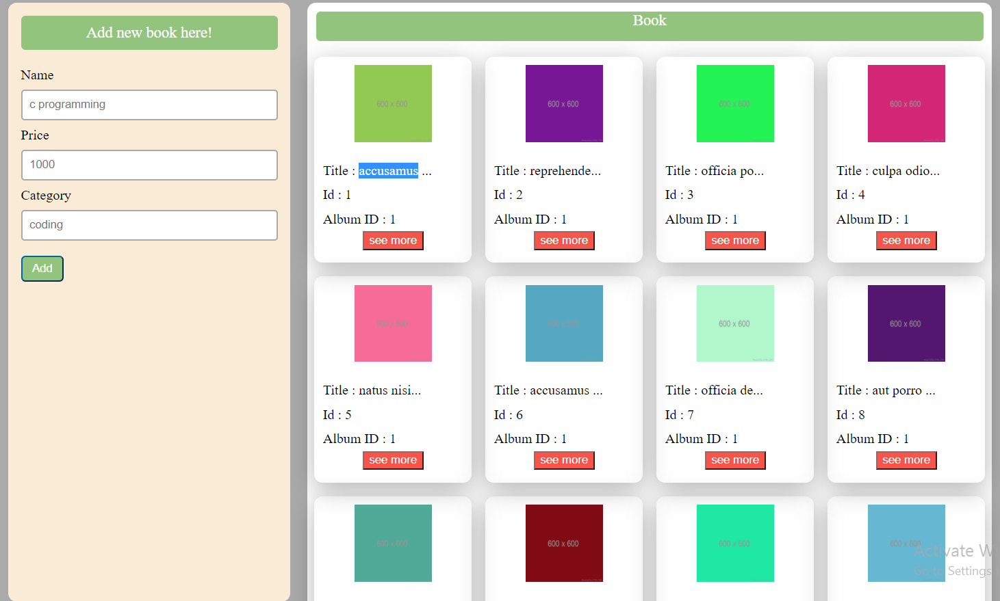 Add new book here!
Name
c programming
Price
1000
Category
coding
Add
Book
600 x 600
600 x 600
600 x 600
600 x 600
Title : accusamus ...
Title : reprehende...
Title : officia po...
Title : culpa odio...
Id : 1
Id : 2
Id : 3
Id : 4
Album ID : 1
Album ID : 1
Album ID : 1
Album ID : 1
see more
see more
see more
see more
600 x 600
600 x 600
600 x 600
600 x 600
Title : natus nisi...
Title : accusamus ...
Title : officia de...
Title : aut porro ...
Id : 5
Id : 6
Id : 7
Id : 8
Album ID : 1
Album ID : 1
Album ID : 1
Album ID : 1
see more
see more
see more
see more
600 x 600
600 x 600
600 x 600
600 x 600
Activate W
Go to Settings